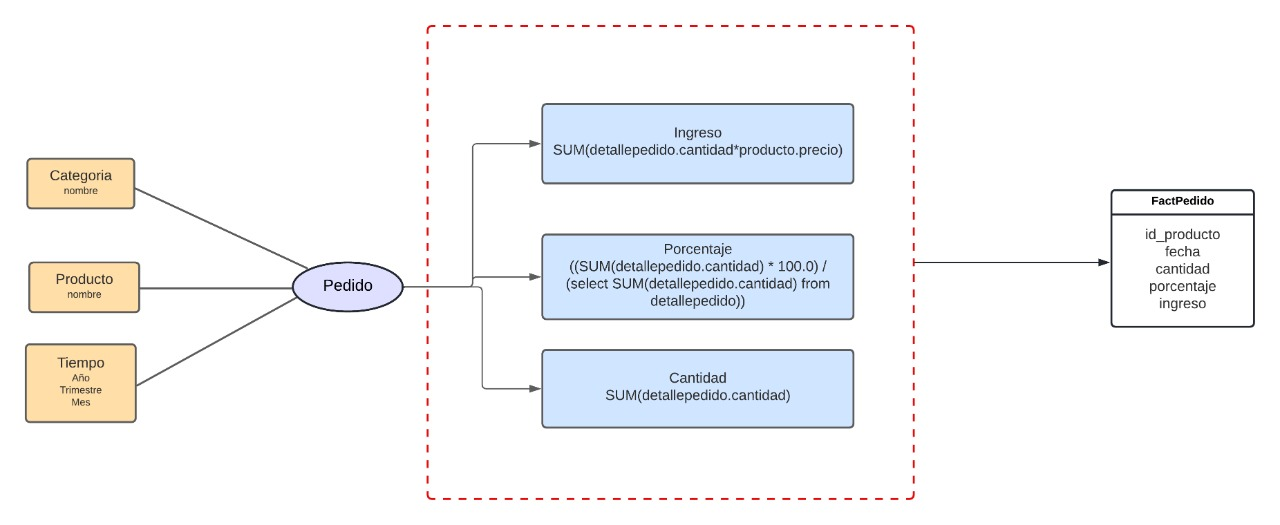 Categoria
nombre
Producto
nombre
Tiempo
Año
Trimestre
Mes
Pedido
Ingreso
SUM(detallepedido.cantidad*producto.precio)
Porcentaje
((SUM(detallepedido.cantidad) * 100.0) /
(select SUM(detallepedido.cantidad) from
detallepedido))
Cantidad
SUM(detallepedido.cantidad)
FactPedido
id_producto
fecha
cantidad
porcentaje
ingreso